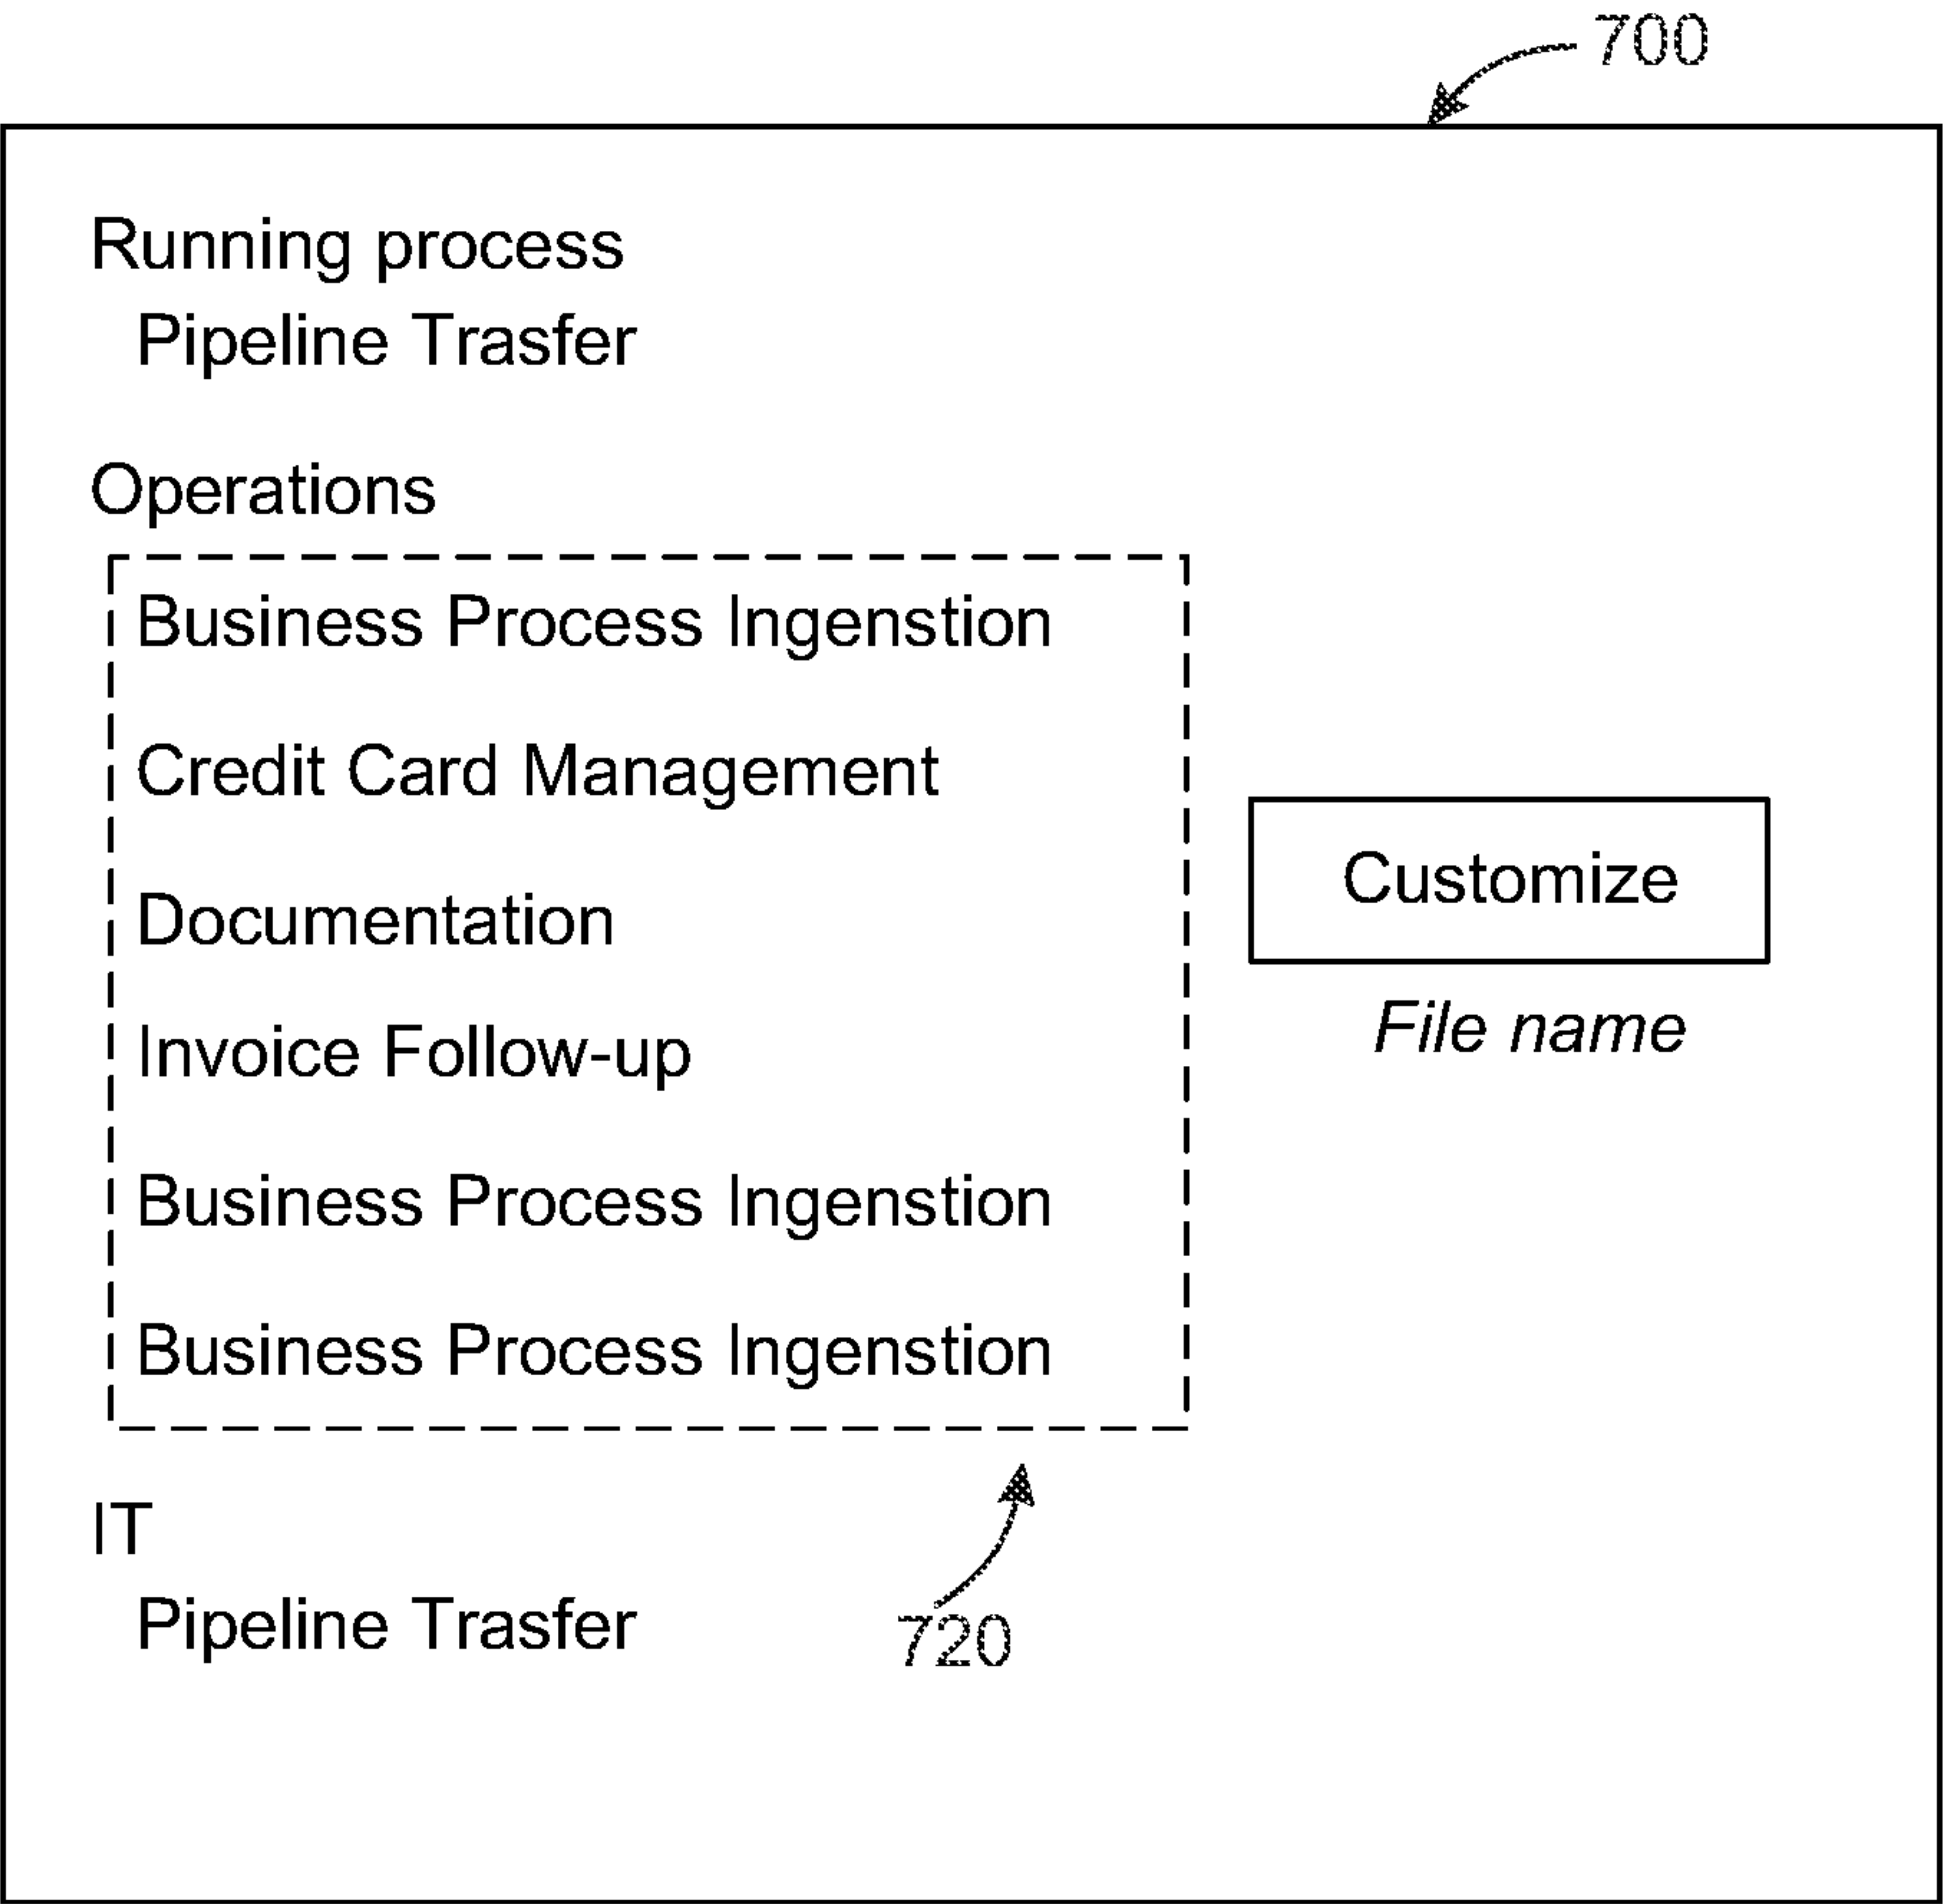 700
Running process
Pipeline Trasfer
Operations
Business Process Ingenstion
Credit Card Management
Documentation
Invoice Follow-up
Business Process Ingenstion
Business Process Ingenstion
Customize
File name
IT
Pipeline Trasfer
720